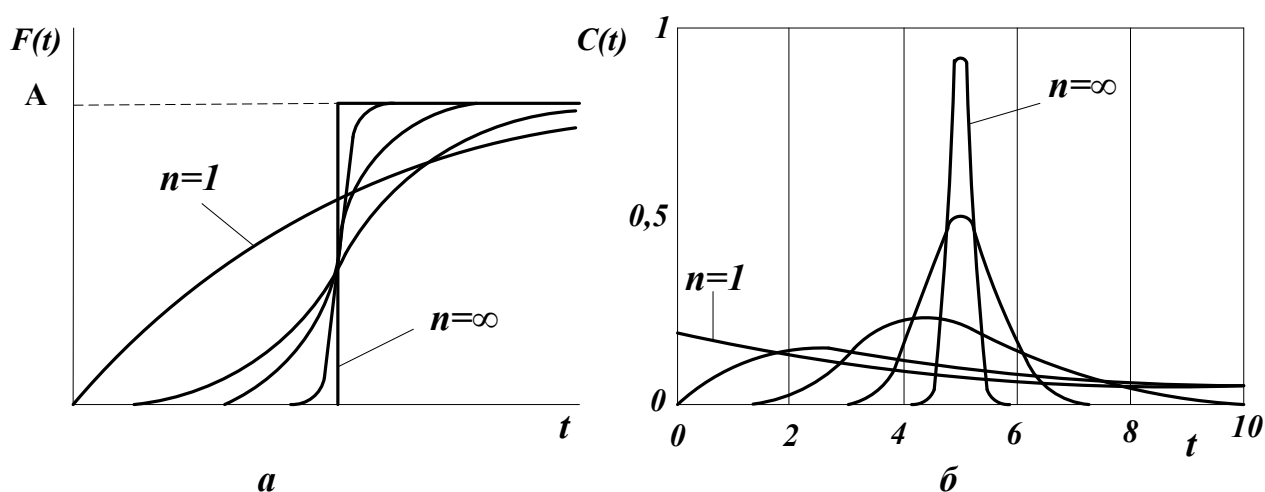 F(t)
A
n=1
n=∞
t
а
C(t)
1
0,5
0
n=∞
n=1
0 2 4 6 8 10
t
б